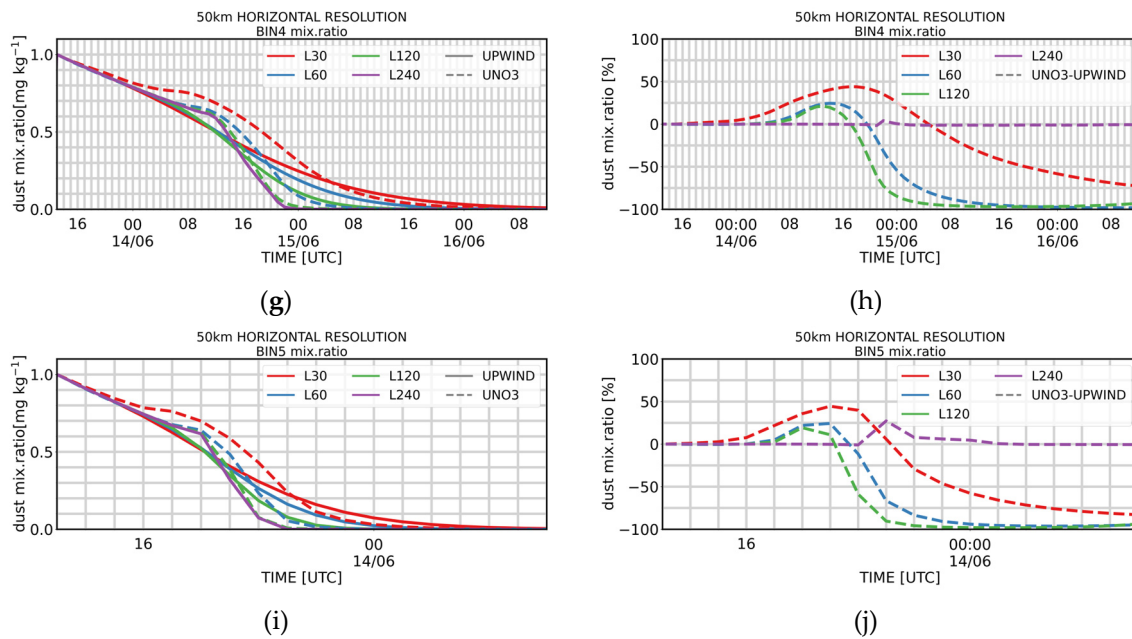 50km HORIZONTAL RESOLUTION
BIN4 mix.ratio
dust mix.ratio[mg kg⁻¹]
1.0
0.5
0.0
L30
L60
L120
L240
UPWIND
UNO3
16
00
08
16
00
08
16
00
08
14/06
15/06
16/06
TIME [UTC]
(g)
50km HORIZONTAL RESOLUTION
BIN4 mix.ratio
dust mix.ratio [%]
100
50
0
−50
−100
L30
L60
L120
L240
UNO3-UPWIND
16
00:00
08
16
00:00
08
16
00:00
08
14/06
15/06
16/06
TIME [UTC]
(h)
50km HORIZONTAL RESOLUTION
BIN5 mix.ratio
dust mix.ratio[mg kg⁻¹]
1.0
0.5
0.0
L30
L60
L120
L240
UPWIND
UNO3
16
00
14/06
TIME [UTC]
(i)
50km HORIZONTAL RESOLUTION
BIN5 mix.ratio
dust mix.ratio [%]
100
50
0
−50
−100
L30
L60
L120
L240
UNO3-UPWIND
16
00:00
14/06
TIME [UTC]
(j)